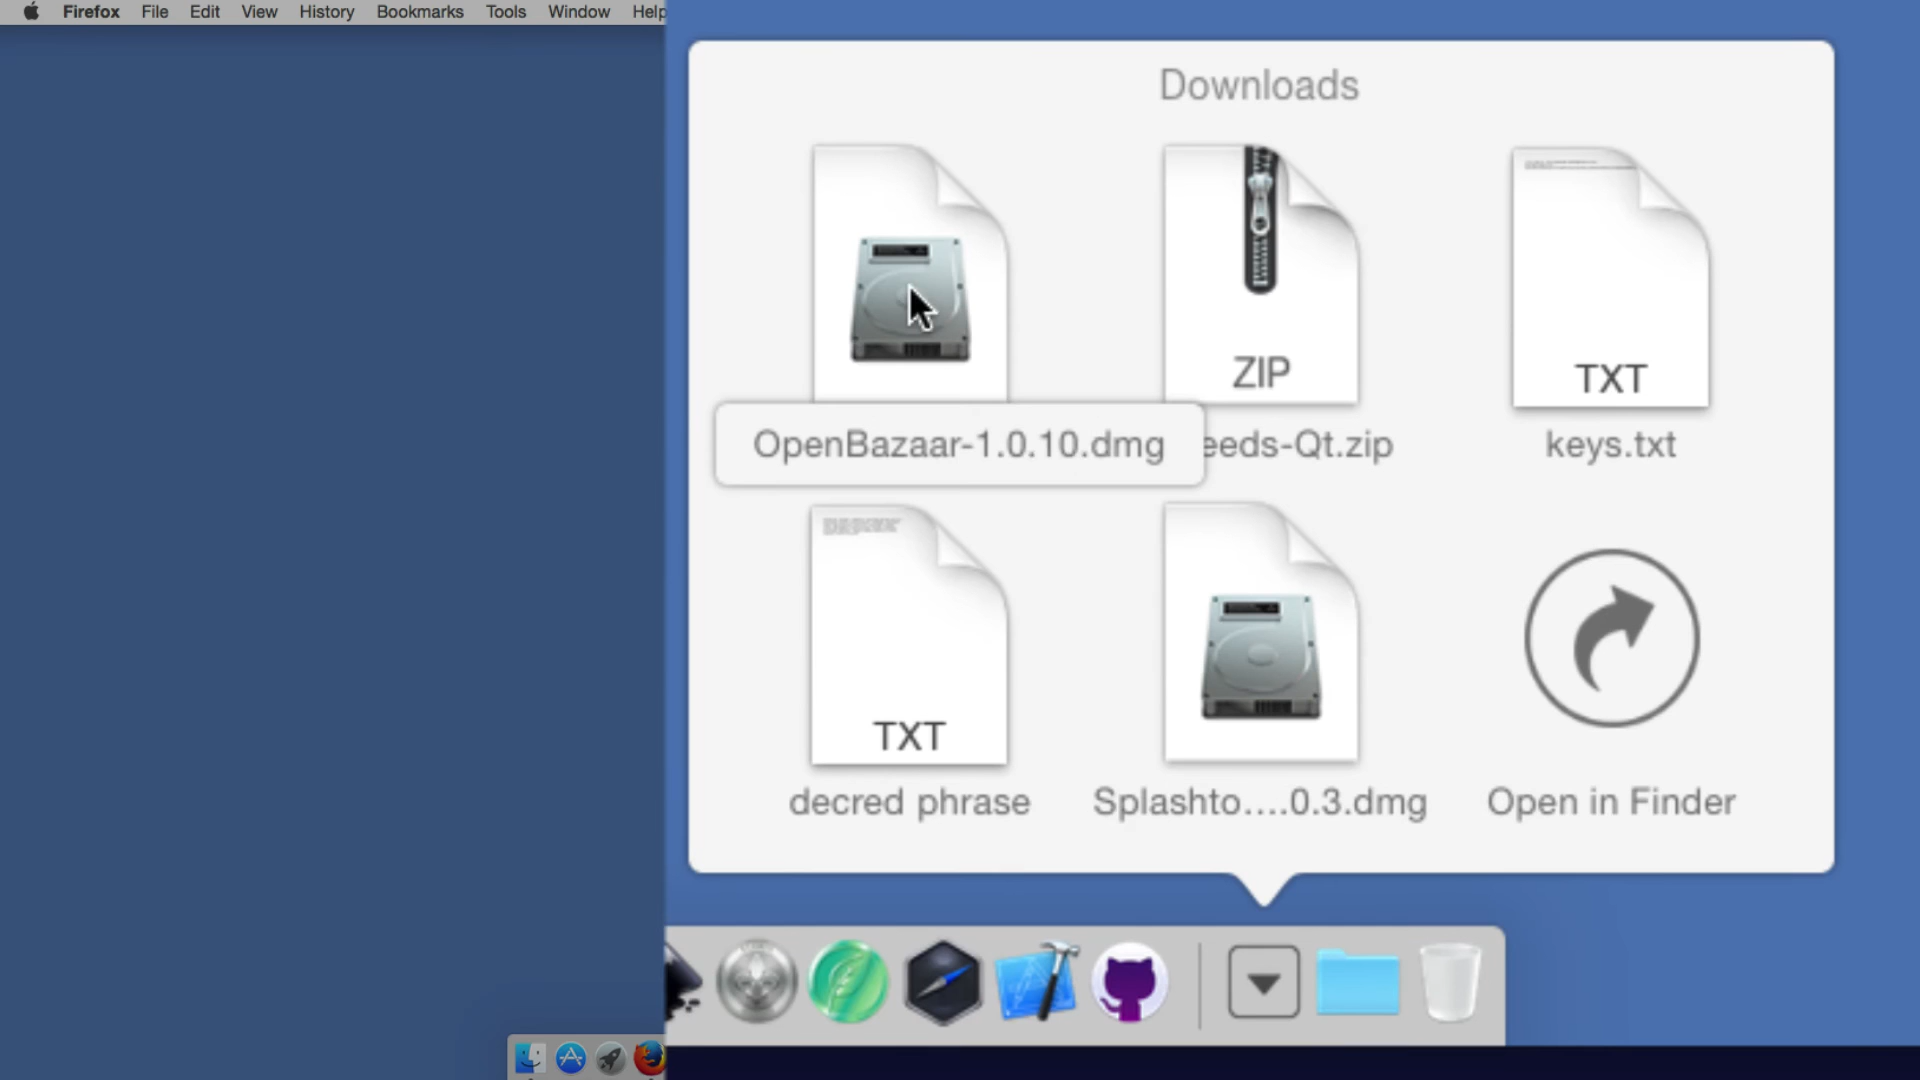 Firefox File Edit View History Bookmarks Tools Window Help
Downloads
ZIP
TXT
OpenBazaar-1.0.10.dmg
eeds-Qt.zip
keys.txt
TXT
decred phrase
Splashto....0.3.dmg
Open in Finder